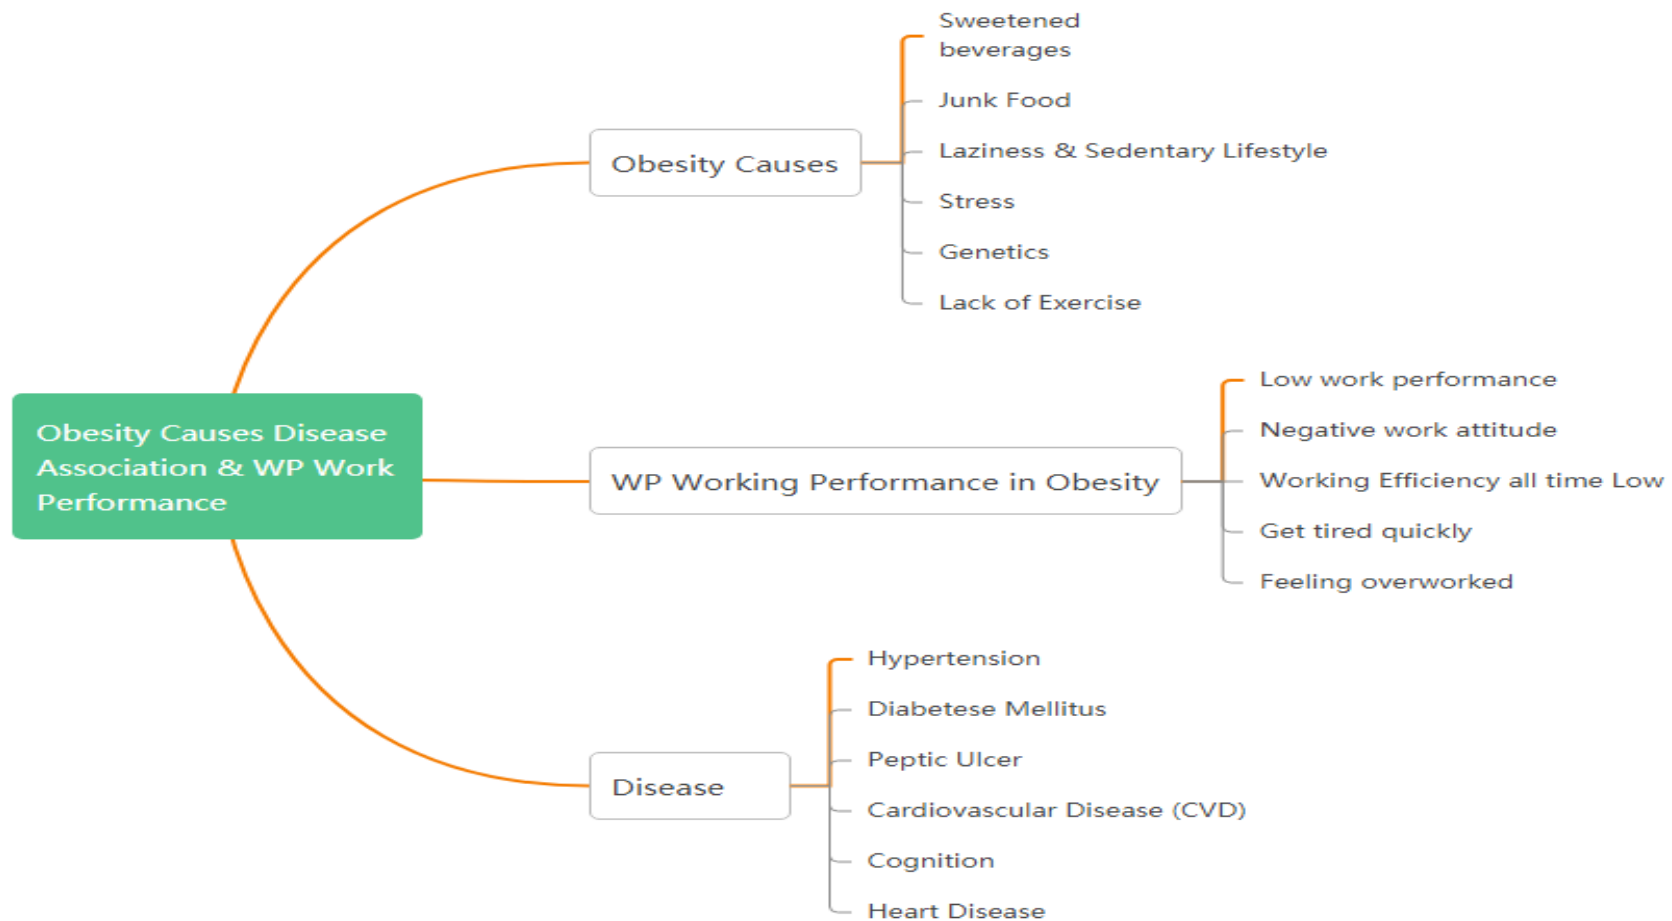 Sweetened
beverages
Junk Food
Laziness & Sedentary Lifestyle
Obesity Causes
Stress
Genetics
Lack of Exercise
Low work performance
Negative work attitude
Obesity Causes Disease
Association & WP Work
Performance
WP Working Performance in Obesity
Working Efficiency all time Low
Get tired quickly
Feeling overworked
Hypertension
Diabetese Mellitus
Peptic Ulcer
Disease
Cardiovascular Disease (CVD)
Cognition
Heart Disease